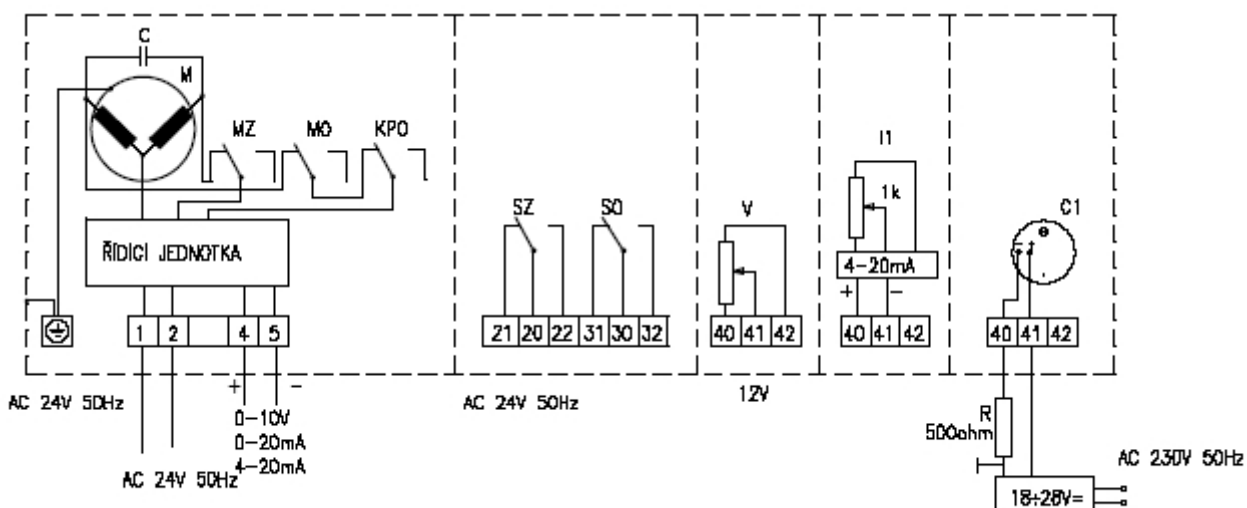 C
M
MZ
MO
KPO
ŘÍDICÍ JEDNOTKA
1 2 4 5
+ −
AC 24V 50Hz
0−10V
0−20mA
4−20mA
AC 24V 50Hz
SZ
SO
21 20 22 31 30 32
AC 24V 50Hz
V
40 41 42
12V
I1
1k
4−20mA
+ −
40 41 42
C1
− +
40 41 42
R
500ohm
18÷28V=
AC 230V 50Hz